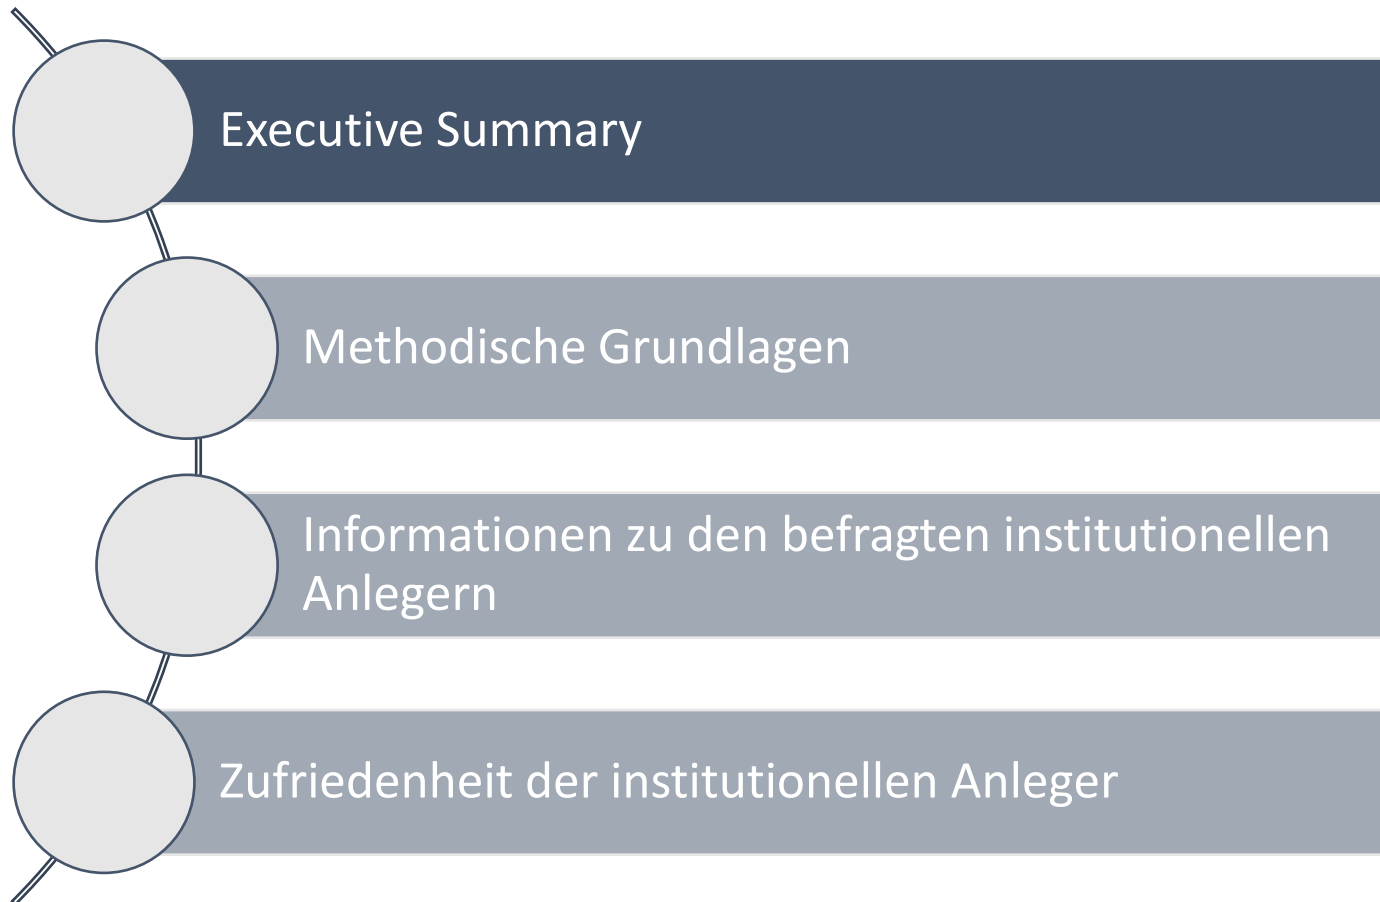 Executive Summary
Methodische Grundlagen
Informationen zu den befragten institutionellen
Anlegern
Zufriedenheit der institutionellen Anleger